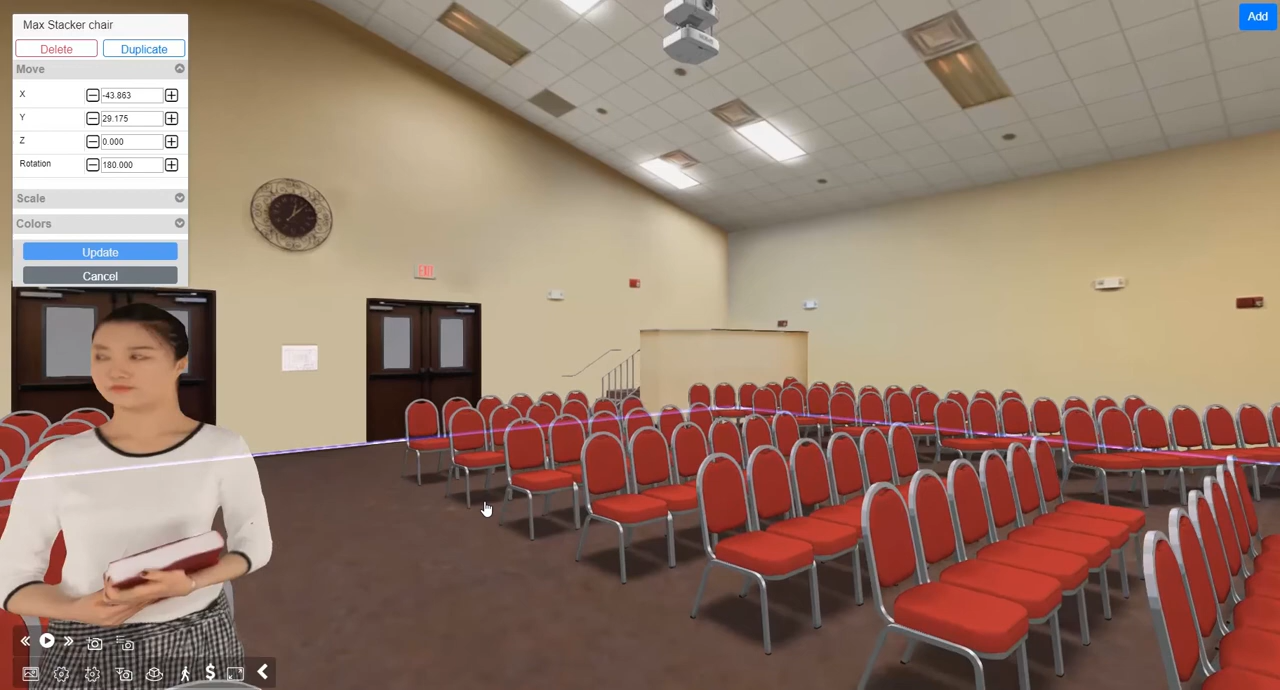 Max Stacker chair
Add
Delete
Duplicate
Move
X
-43.863
Y
29.175
Z
0.000
Rotation
180.000
Scale
Colors
Update
Cancel
EXIT
$